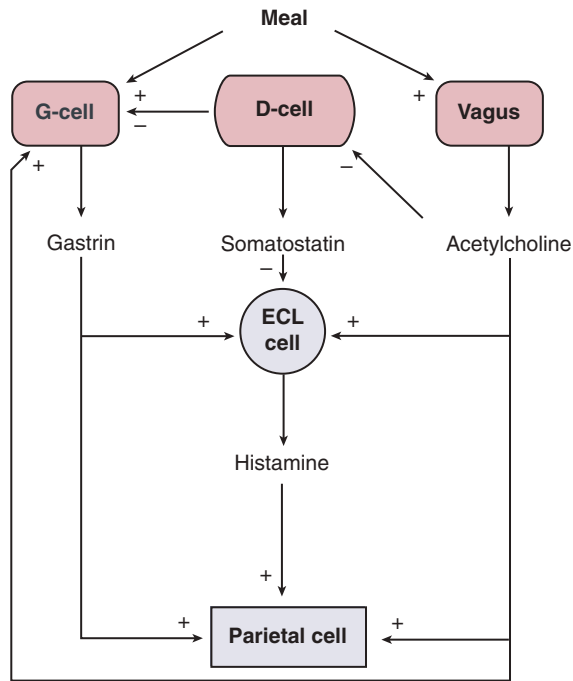 Meal
G-cell
+
–
D-cell
+
Vagus
+
–
Gastrin
Somatostatin
Acetylcholine
–
+
ECL
cell
+
Histamine
+
+
Parietal cell
+